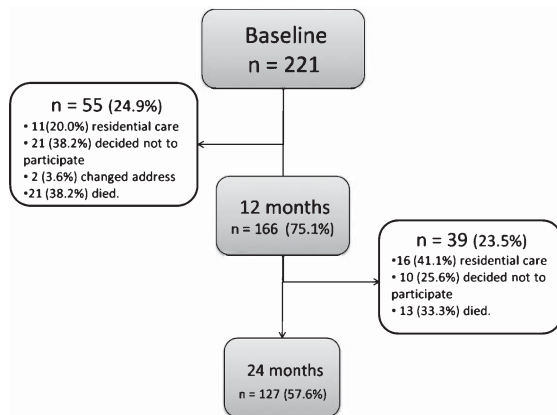 Baseline
n = 221
n = 55 (24.9%)
• 11(20.0%) residential care
• 21 (38.2%) decided not to
participate
• 2 (3.6%) changed address
•21 (38.2%) died.
12 months
n = 166 (75.1%)
n = 39 (23.5%)
•16 (41.1%) residential care
• 10 (25.6%) decided not to
participate
• 13 (33.3%) died.
24 months
n = 127 (57.6%)